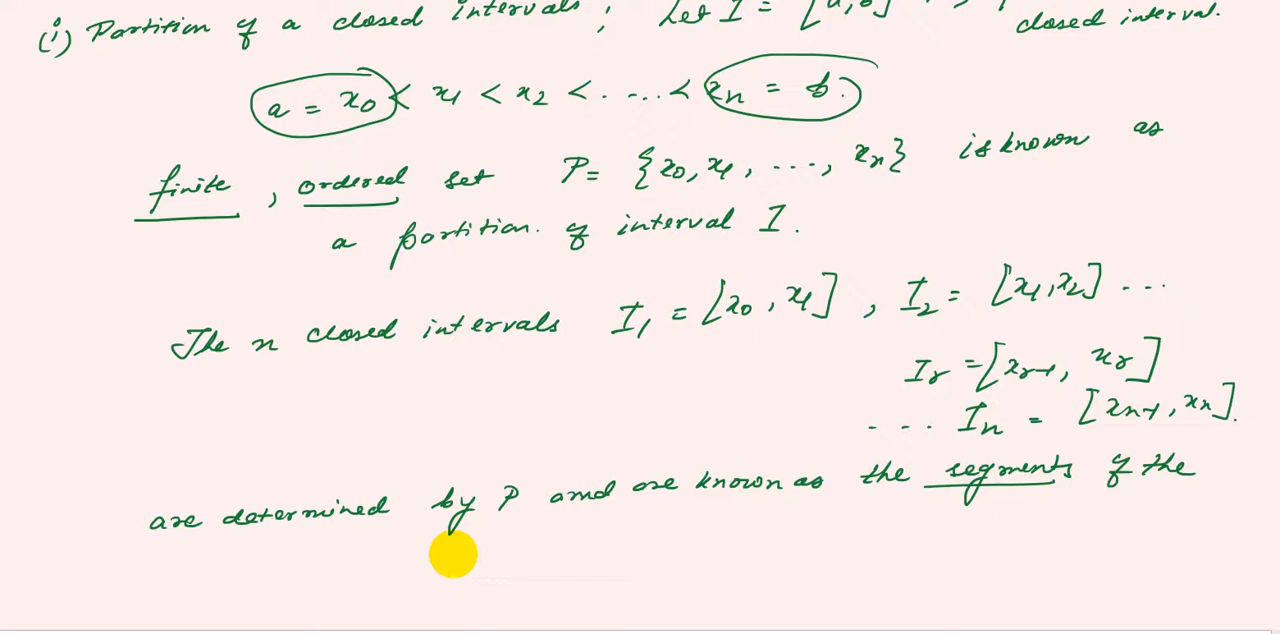 (i) Partition of a closed intervals ; Let I = [a, b]
closed interval.
a = x0 < x1 < x2 < ..... < xn = b.
finite, ordered set P = {x0, x1, ..., xn} is known as
a partition. of interval I.
The n closed intervals I1 = [x0, x1], I2 = [x1, x2] ...
Ir = [xr-1, xr]
.... In = [xn-1, xn].
are determined by P and are known as the segments of the